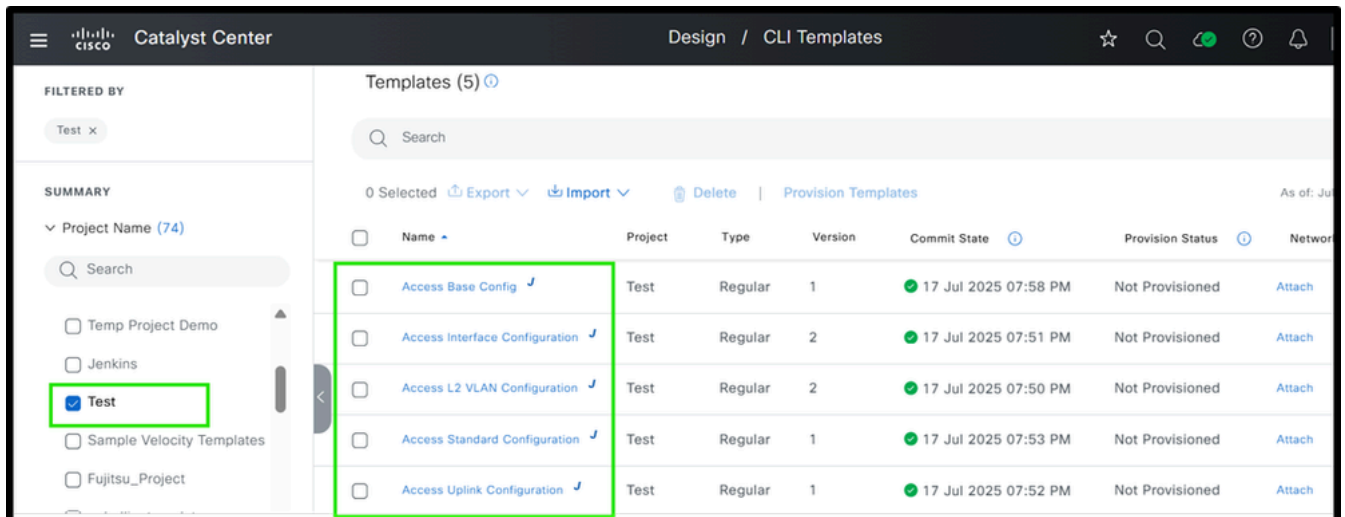 CISCO Catalyst Center Design / CLI Templates
FILTERED BY
Test ×
SUMMARY
Project Name (74)
Search
Temp Project Demo
Jenkins
Test
Sample Velocity Templates
Fujitsu_Project
Templates (5)
Search
0 Selected Export Import Delete | Provision Templates As of: Jul
Name Project Type Version Commit State Provision Status Networ
Access Base Config J Test Regular 1 17 Jul 2025 07:58 PM Not Provisioned Attach
Access Interface Configuration J Test Regular 2 17 Jul 2025 07:51 PM Not Provisioned Attach
Access L2 VLAN Configuration J Test Regular 2 17 Jul 2025 07:50 PM Not Provisioned Attach
Access Standard Configuration J Test Regular 1 17 Jul 2025 07:53 PM Not Provisioned Attach
Access Uplink Configuration J Test Regular 1 17 Jul 2025 07:52 PM Not Provisioned Attach